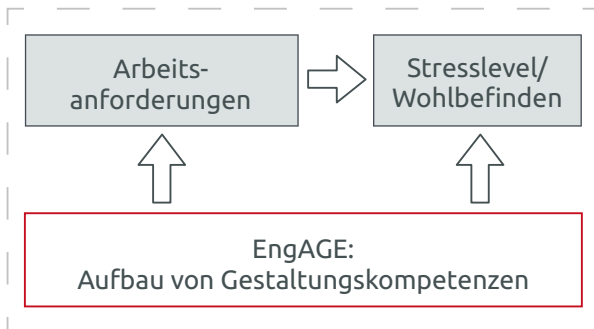 Arbeits-
anforderungen
Stresslevel/
Wohlbefinden
EngAGE:
Aufbau von Gestaltungskompetenzen